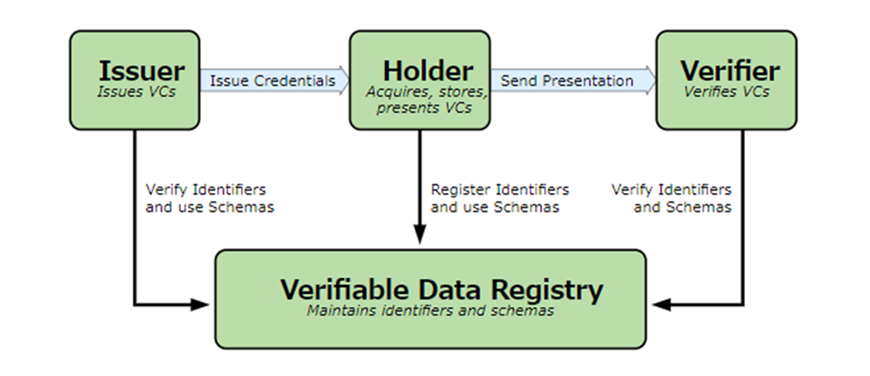 Issuer
Issues VCs
Issue Credentials
Holder
Acquires, stores,
presents VCs
Send Presentation
Verifier
Verifies VCs
Verify Identifiers
and use Schemas
Register Identifiers
and use Schemas
Verify Identifiers
and Schemas
Verifiable Data Registry
Maintains identifiers and schemas